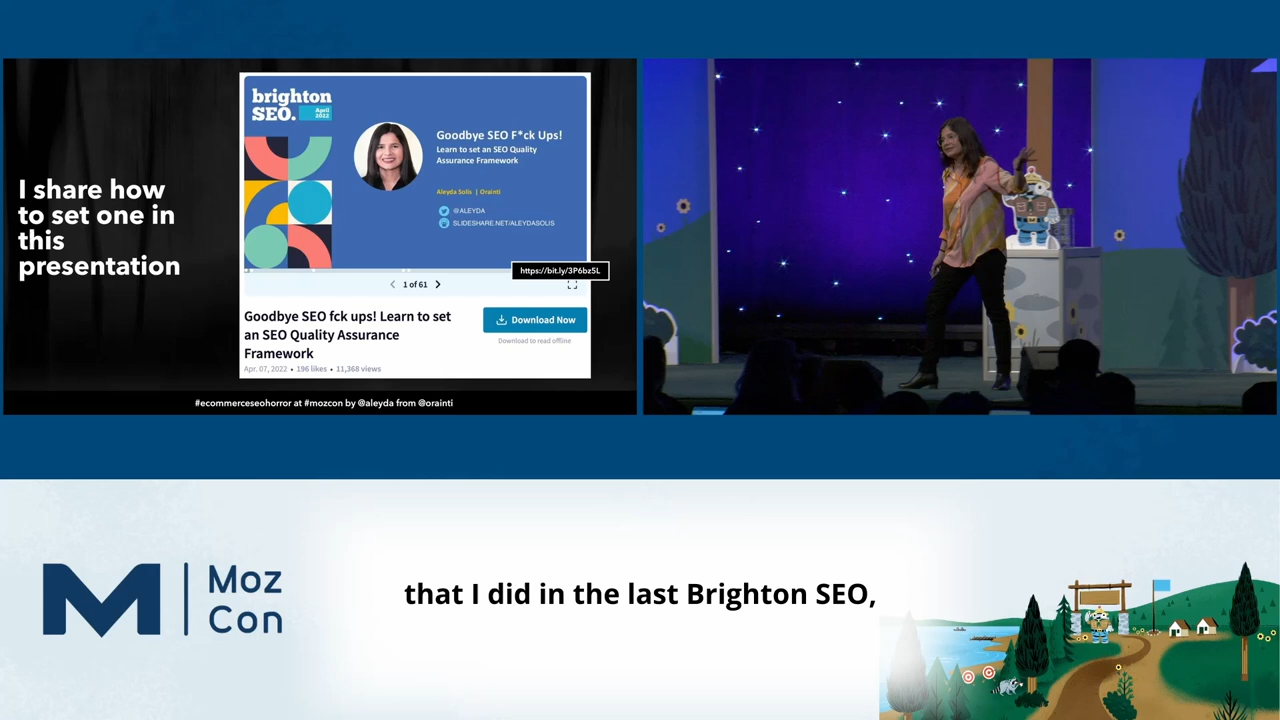 I share how
to set one in
this
presentation
brighton
SEO.
April
2022
Goodbye SEO F*ck Ups!
Learn to set an SEO Quality
Assurance Framework
Aleyda Solis | Orainti
@ALEYDA
SLIDESHARE.NET/ALEYDASOLIS
https://bit.ly/3P6bz5L
1 of 61
Goodbye SEO fck ups! Learn to set
an SEO Quality Assurance
Framework
Download Now
Download to read offline
Apr. 07, 2022 • 196 likes • 11,368 views
#ecommerceseohorror at #mozcon by @aleyda from @orainti
M | Moz
Con
that I did in the last Brighton SEO,